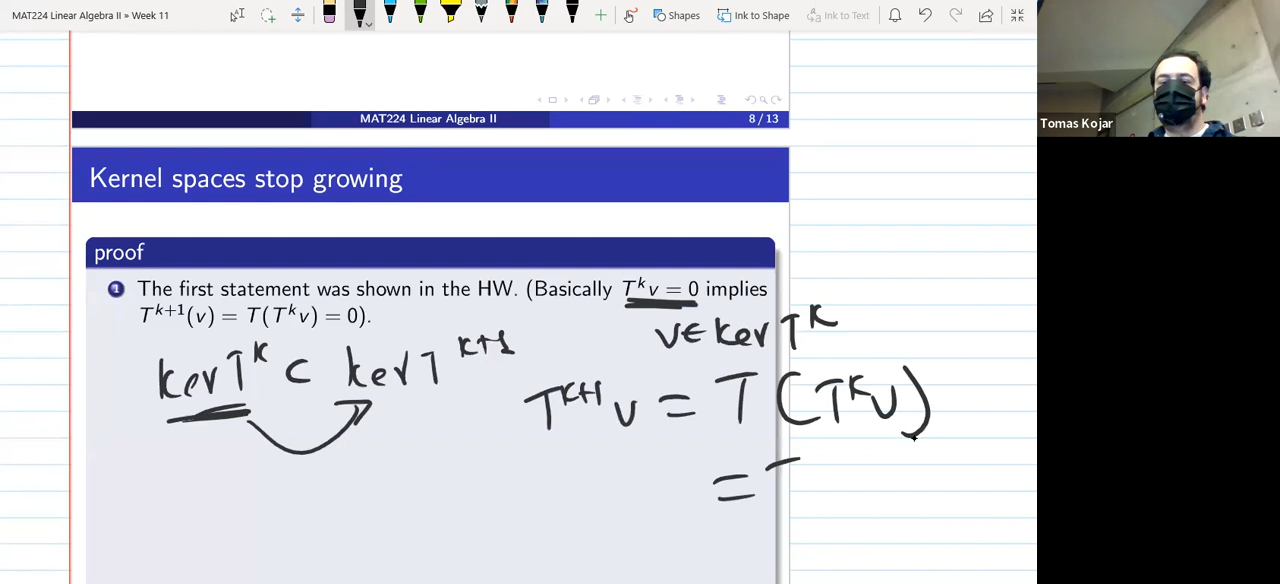 MAT224 Linear Algebra II » Week 11
Shapes
Ink to Shape
Ink to Text
MAT224 Linear Algebra II
8 / 13
Tomas Kojar
Kernel spaces stop growing
proof
1 The first statement was shown in the HW. (Basically T^k v = 0 implies
T^{k+1}(v) = T(T^k v) = 0).
v ∈ ker T^k
ker T^k ⊂ ker T^{k+1}
T^{k+1} v = T (T^k v)
=